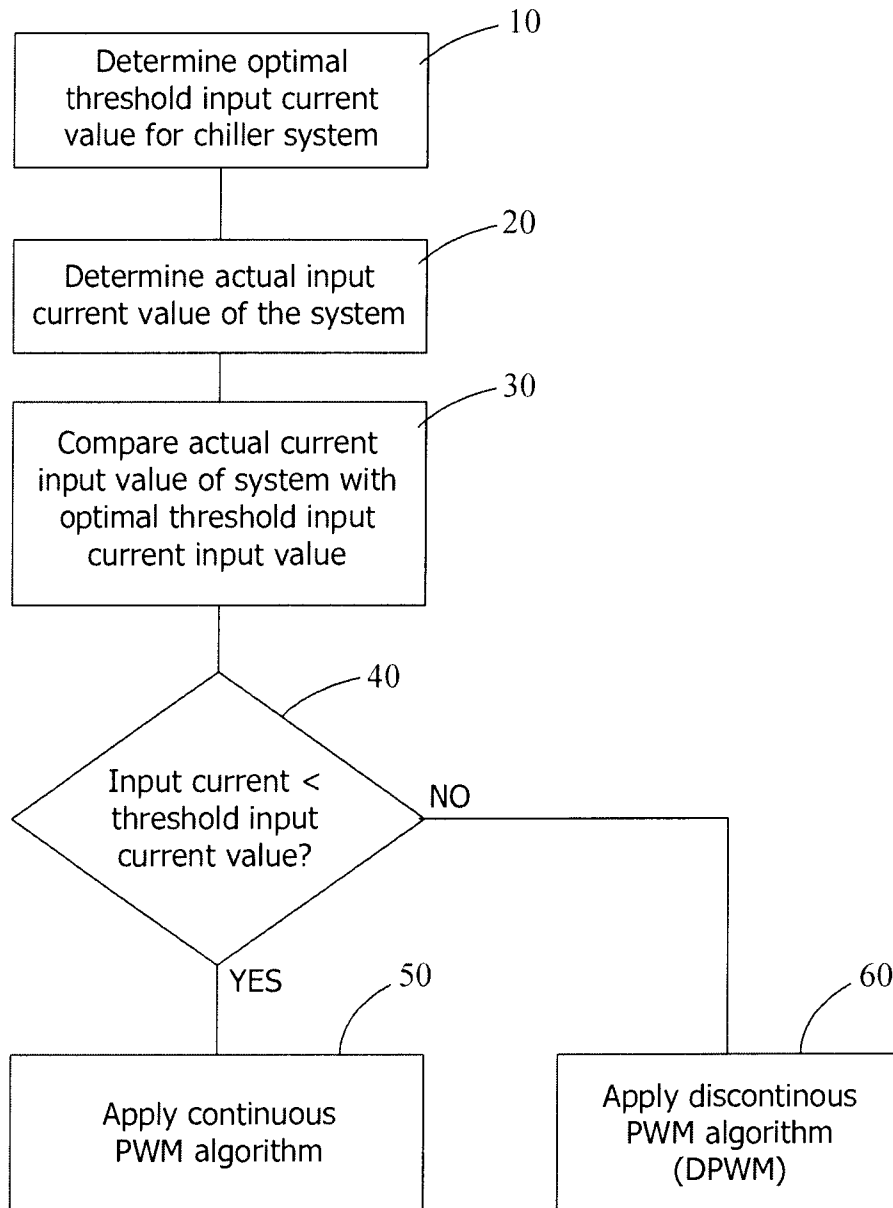 10
Determine optimal
threshold input current
value for chiller system
20
Determine actual input
current value of the system
30
Compare actual current
input value of system with
optimal threshold input
current input value
40
Input current <
threshold input
current value?
NO
YES
50
Apply continuous
PWM algorithm
60
Apply discontinous
PWM algorithm
(DPWM)